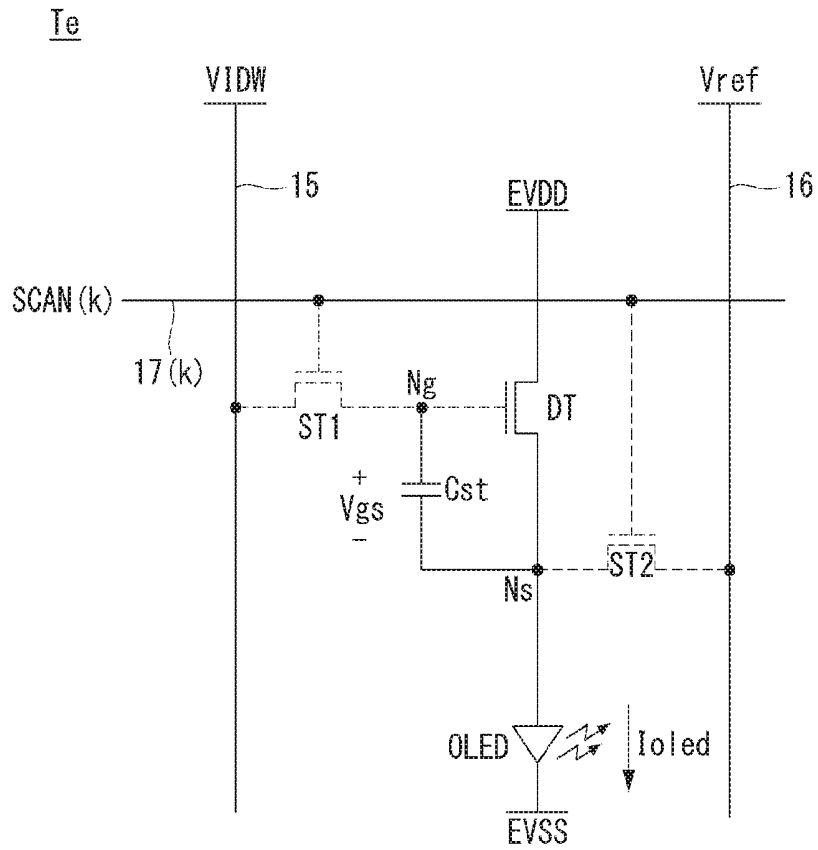 Te
VIDW
Vref
15
EVDD
16
SCAN(k)
17(k)
Ng
DT
ST1
+
Vgs
−
Cst
ST2
Ns
OLED
Ioled
EVSS